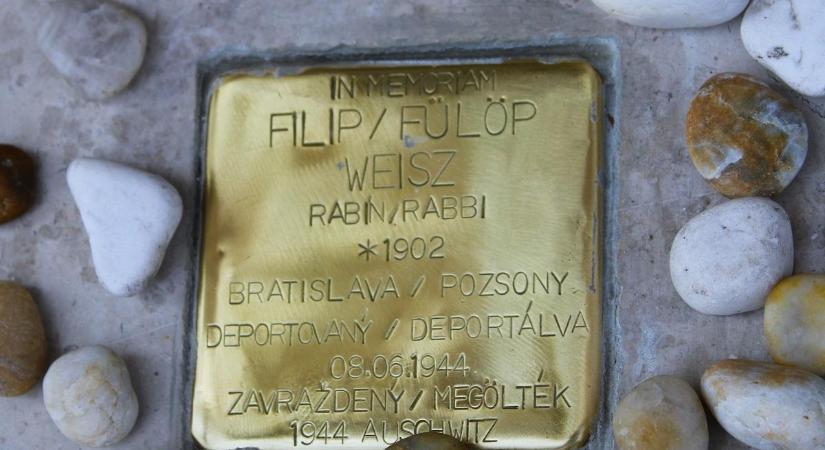 IN MEMORIAM
FILIP/FÜLÖP
WEISZ
RABÍN/RABBI
*1902
BRATISLAVA / POZSONY
DEPORTOVANÝ / DEPORTÁLVA
08.06.1944
ZAVRAŽDENÝ/ MEGÖLTÉK
1944 AUSCHWITZ